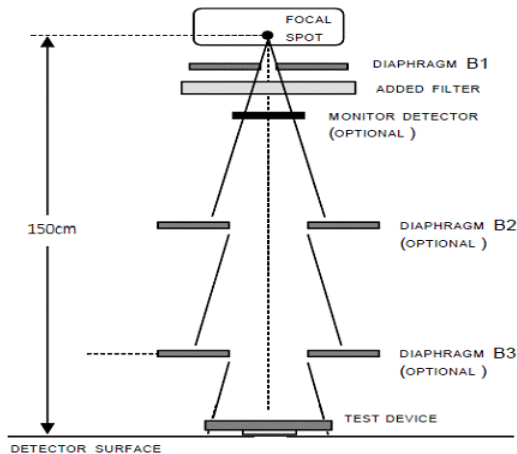 FOCAL
SPOT
DIAPHRAGM B1
ADDED FILTER
MONITOR DETECTOR
(OPTIONAL)
150cm
DIAPHRAGM B2
(OPTIONAL)
DIAPHRAGM B3
(OPTIONAL)
TEST DEVICE
DETECTOR SURFACE